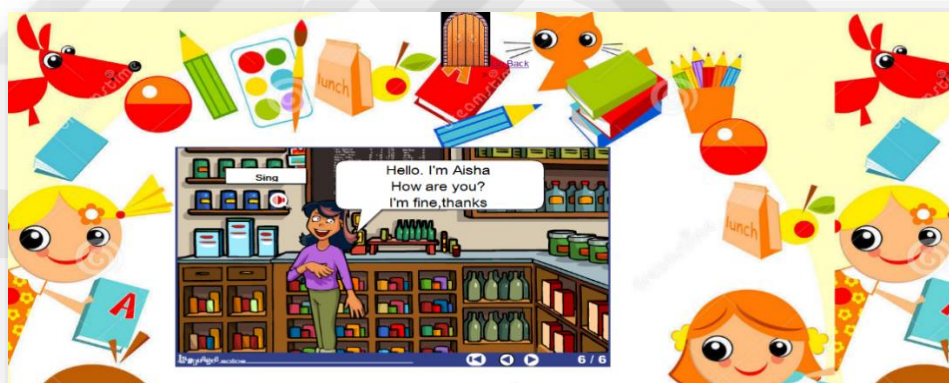 Back
lunch
Sing
Hello. I'm Aisha
How are you?
I'm fine,thanks
lunch
A
6 / 6